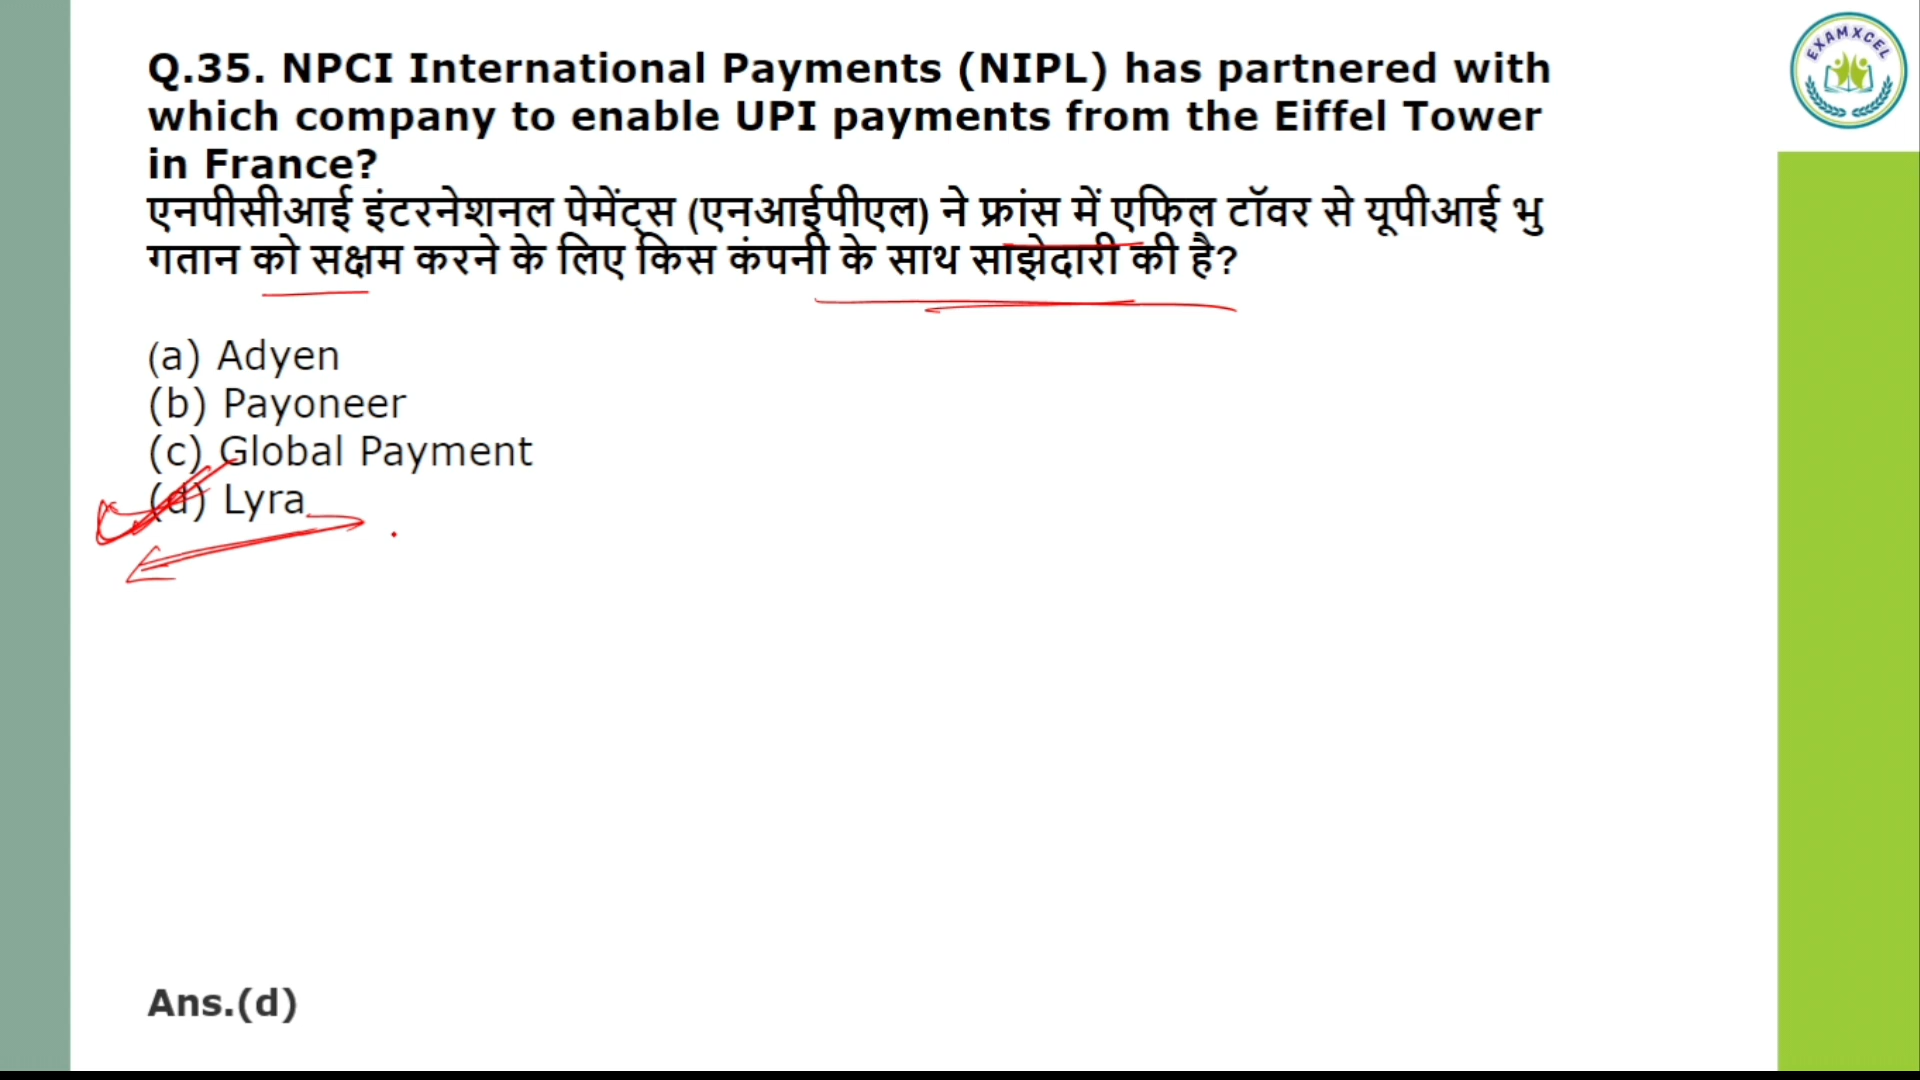 Q.35. NPCI International Payments (NIPL) has partnered with
which company to enable UPI payments from the Eiffel Tower
in France?
एनपीसीआई इंटरनेशनल पेमेंट्स (एनआईपीएल) ने फ्रांस में एफिल टॉवर से यूपीआई भु
गतान को सक्षम करने के लिए किस कंपनी के साथ साझेदारी की है?
(a) Adyen
(b) Payoneer
(c) Global Payment
(d) Lyra
Ans.(d)
EXAMXCEL